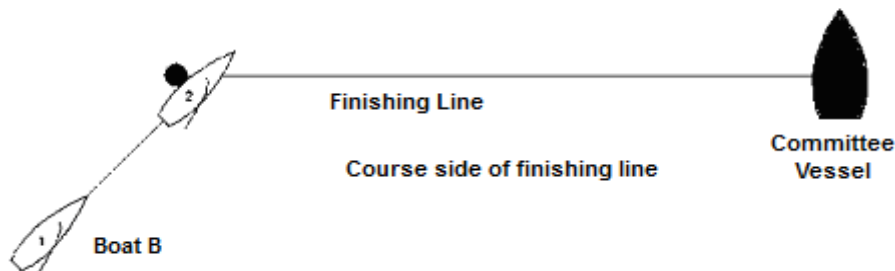 2
Finishing Line
Committee
Vessel
Course side of finishing line
1
Boat B